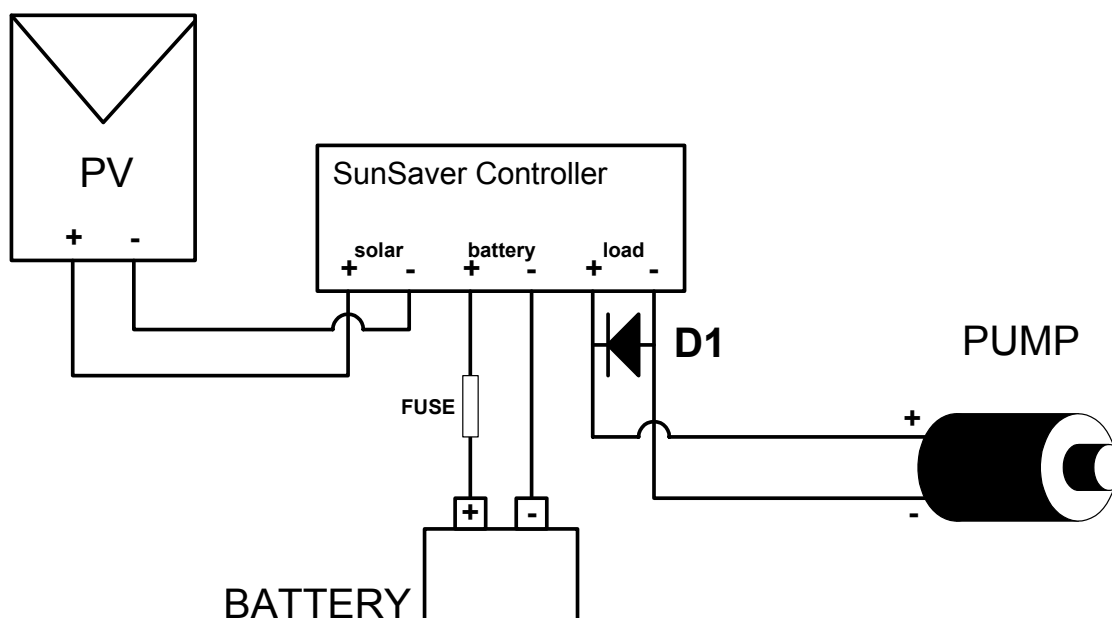 PV
+ -
SunSaver Controller
solar battery load
+ - + - + -
D1
PUMP
FUSE
+
-
+ -
BATTERY